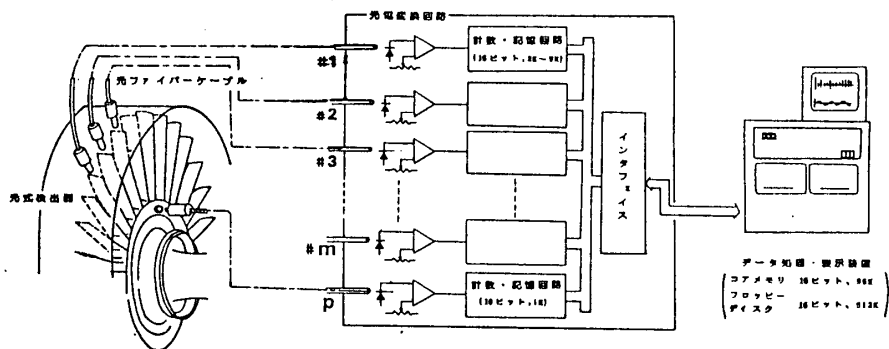 光電変換回路
計数・記憶回路
(16ビット,8K~9K)
#1
光ファイバーケーブル
#2
#3
インタフェイス
光式検出器
#m
計数・記憶回路
(16ビット,1K)
p
データ処理・表示装置
コアメモリ 16ビット、96K
フロッピー
ディスク 16ビット、512K